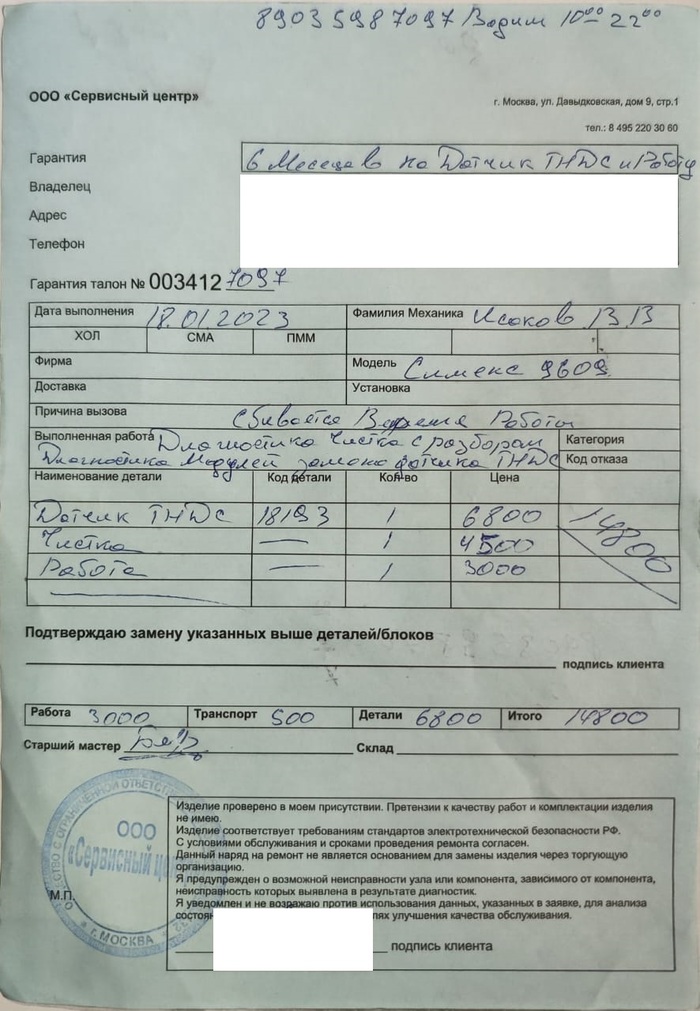 89035987097 Вадим 10⁰⁰ 22⁰⁰
ООО «Сервисный центр»
г. Москва, ул. Давыдковская, дом 9, стр.1
тел.: 8 495 220 30 60
Гарантия 6 Месецево на Датчик ТНДС и Работу
Владелец
Адрес
Телефон
Гарантия талон № 003412 7097
Дата выполнения 18.01.2023 Фамилия Механика Исаков В.В
ХОЛ СМА ПММ
Фирма Модель Сименс 9609
Доставка Установка
Причина вызова Сбивается Время Работы
Выполненная работа Диагностика Чистка с разбором Категория
Диагностика Модулей замена датчика ТНДС Код отказа
Наименование детали Код детали Кол-во Цена
Датчик ТНДС 18193 1 6800 14800
Чистка — 1 4500
Работа — 1 3000
Подтверждаю замену указанных выше деталей/блоков
подпись клиента
Работа 3000 Транспорт 500 Детали 6800 Итого 14800
Старший мастер Склад
Изделие проверено в моем присутствии. Претензии к качеству работ и комплектации изделия
не имею.
Изделие соответствует требованиям стандартов электротехнической безопасности РФ.
С условиями обслуживания и сроками проведения ремонта согласен.
Данный наряд на ремонт не является основанием для замены изделия через торгующую
организацию.
Я предупрежден о возможной неисправности узла или компонента, зависимого от компонента,
неисправность которых выявлена в результате диагностик.
Я уведомлен и не возражаю против использования данных, указанных в заявке, для анализа
состоян лях улучшения качества обслуживания.
подпись клиента
М.П.
ООО
«Сервисный це
г. МОСКВА